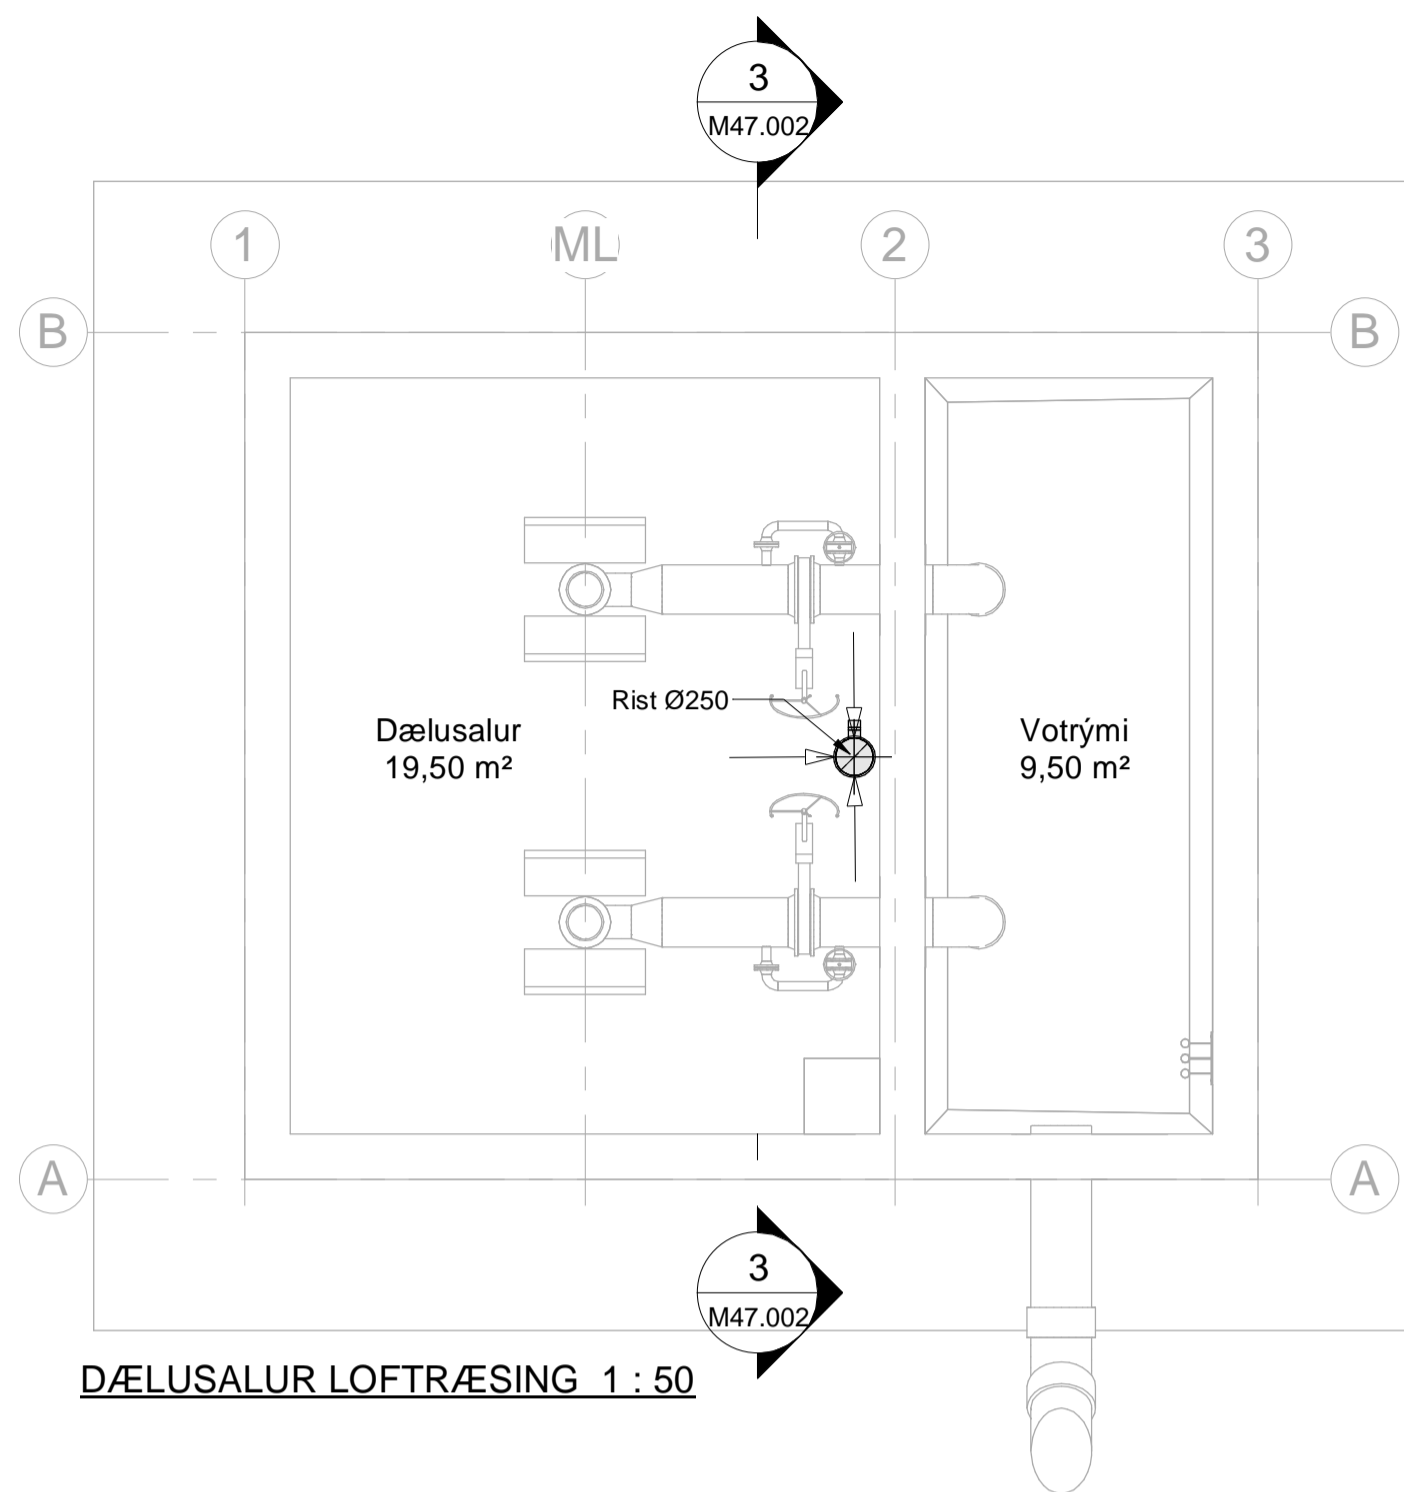 3
M47.002
1
ML
2
3
B
B
Rist Ø250
Dælusalur
19,50 m²
Votrými
9,50 m²
A
A
3
M47.002
DÆLUSALUR LOFTRÆSING 1 : 50